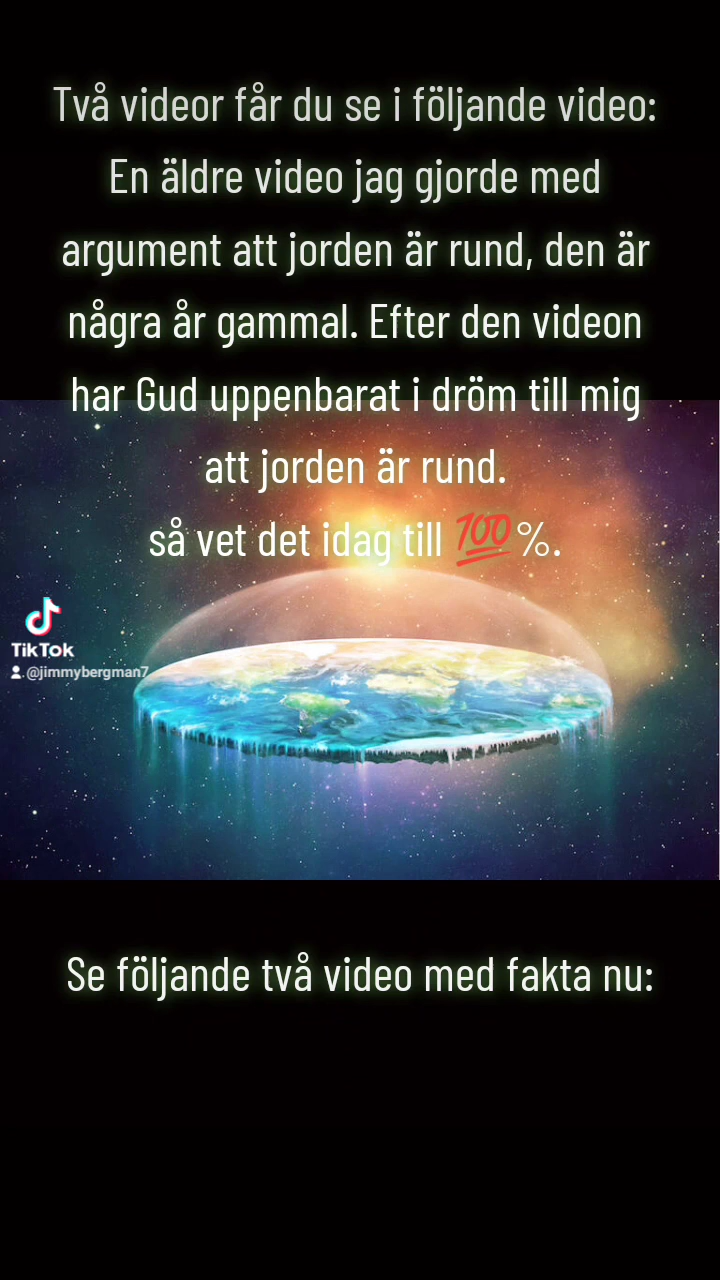 Två videor får du se i följande video:
En äldre video jag gjorde med
argument att jorden är rund, den är
några år gammal. Efter den videon
har Gud uppenbarat i dröm till mig
att jorden är rund.
så vet det idag till 💯%.
TikTok
@jimmybergman7
Se följande två video med fakta nu: